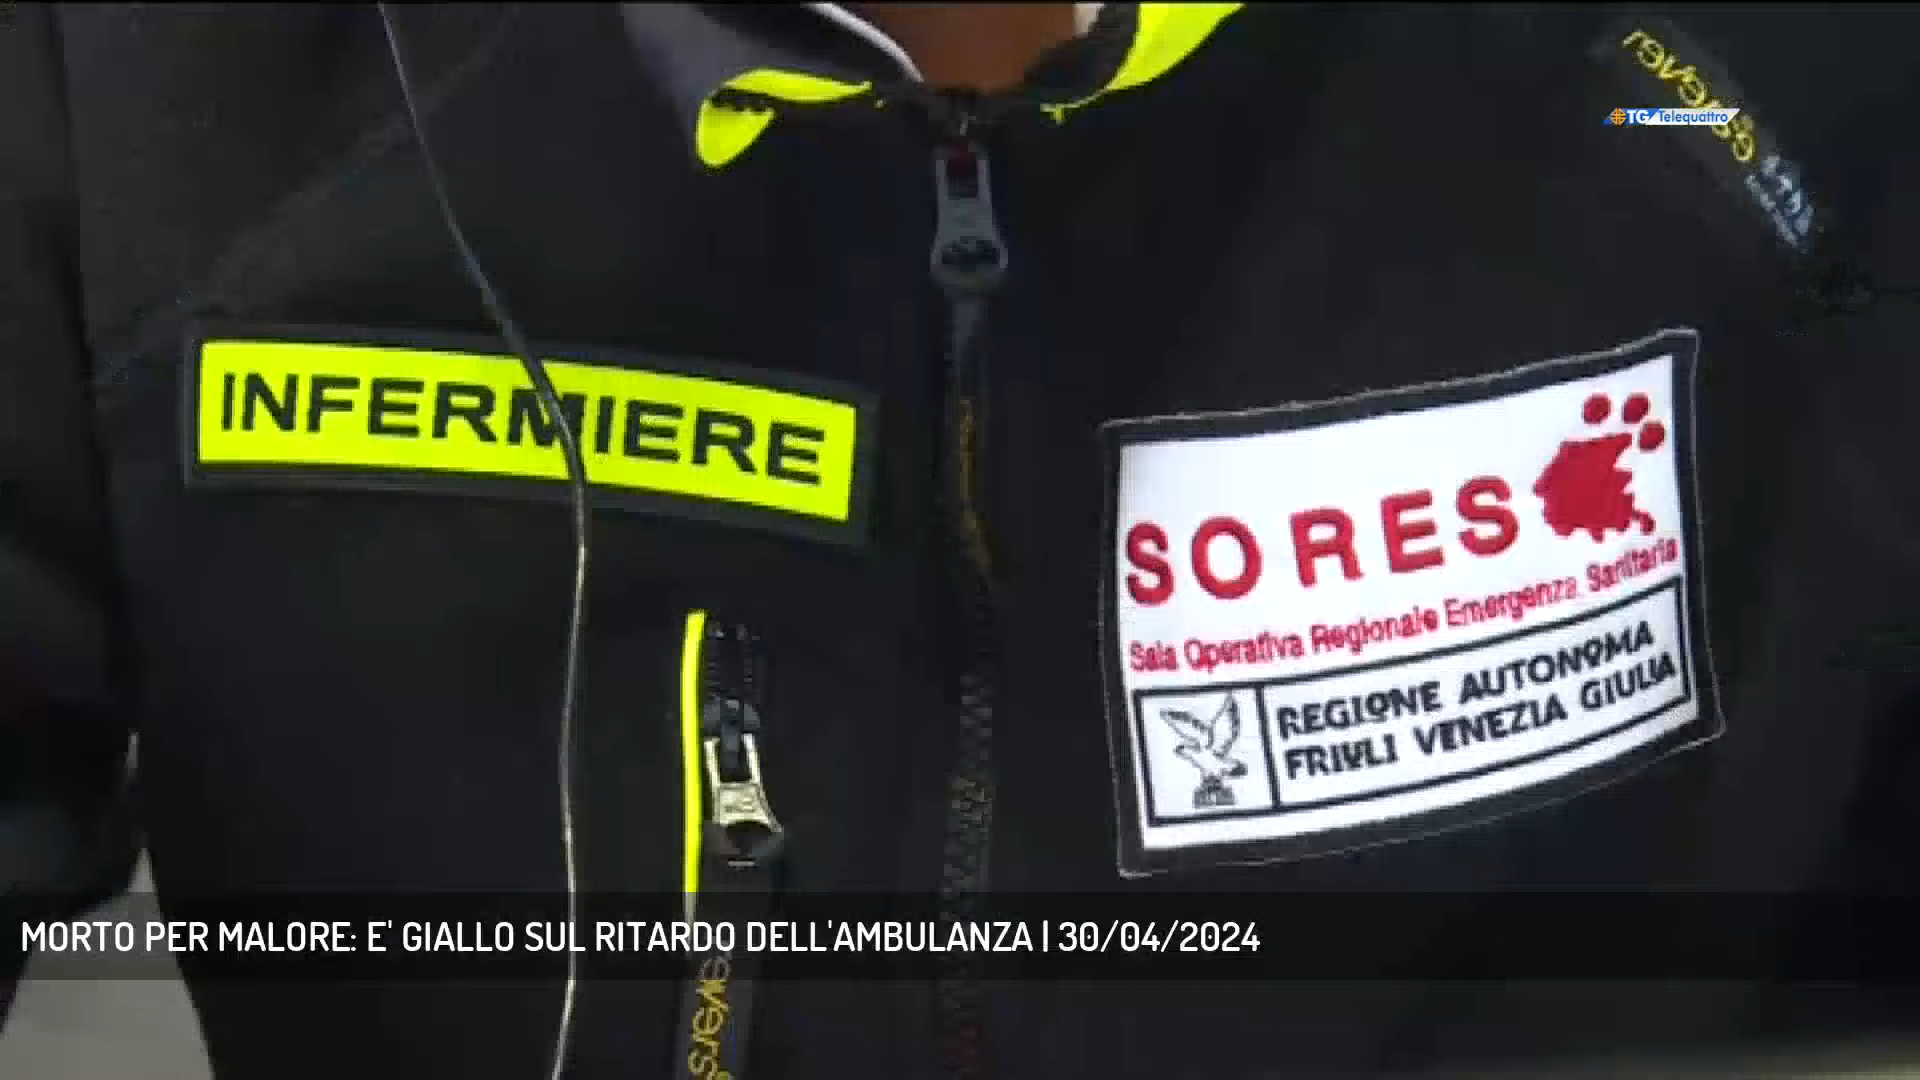 reverse
TG Telequattro
INFERMIERE
SORES
Sala Operativa Regionale Emergenza Sanitaria
REGIONE AUTONOMA
FRIULI VENEZIA GIULIA
MORTO PER MALORE: E' GIALLO SUL RITARDO DELL'AMBULANZA | 30/04/2024